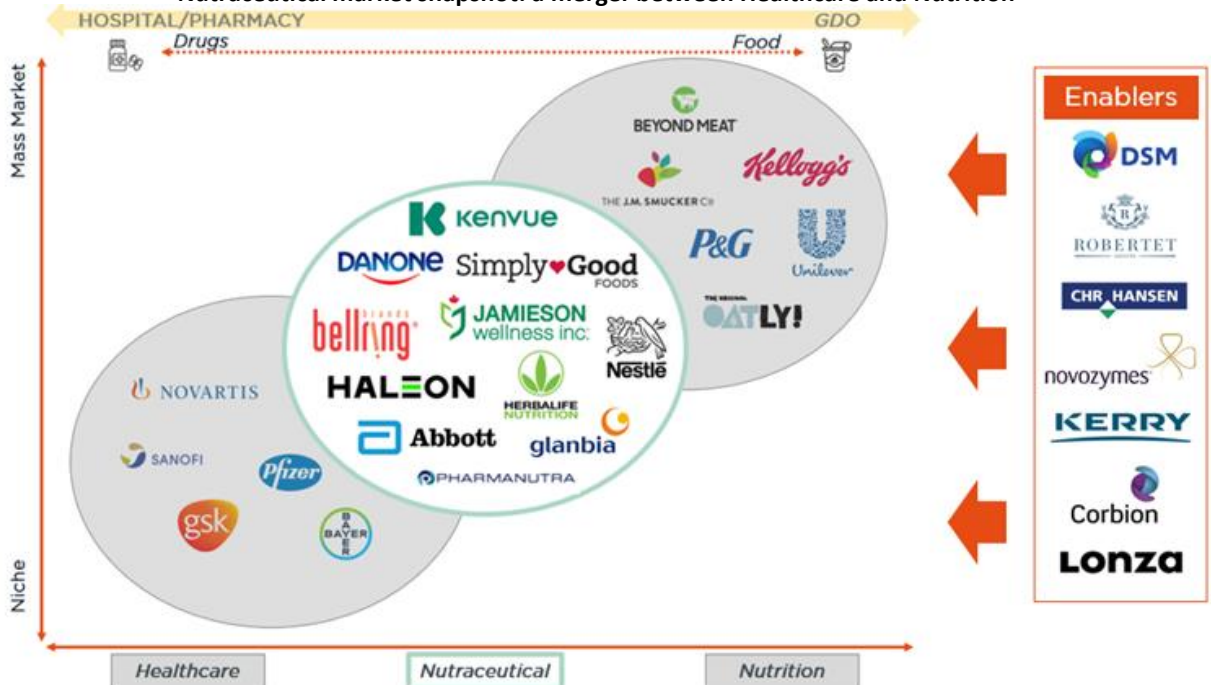 Nutraceutical market snapshot: a merger between Healthcare and Nutrition
HOSPITAL/PHARMACY
GDO
Drugs
Food
Mass Market
Niche
BEYOND MEAT
THE J.M. SMUCKER Co
Kellogg's
P&G
Unilever
THE ORIGINAL
OATLY!
Kenvue
DANONE
Simply Good
FOODS
bellring
BRANDS
JAMIESON
wellness inc.
Nestlé
HALEON
HERBALIFE
NUTRITION
Abbott
glanbia
PHARMANUTRA
NOVARTIS
SANOFI
Pfizer
gsk
BAYER
BAYER
Enablers
DSM
R
ROBERTET
CHR HANSEN
novozymes
KERRY
Corbion
Lonza
Healthcare
Nutraceutical
Nutrition